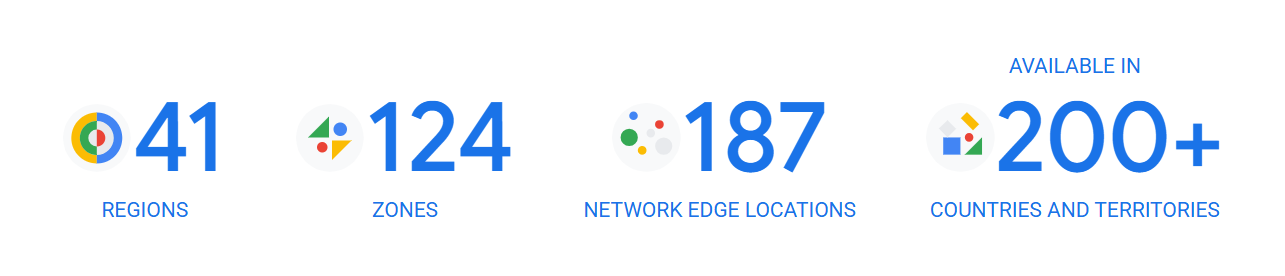 41
REGIONS
124
ZONES
187
NETWORK EDGE LOCATIONS
AVAILABLE IN
200+
COUNTRIES AND TERRITORIES